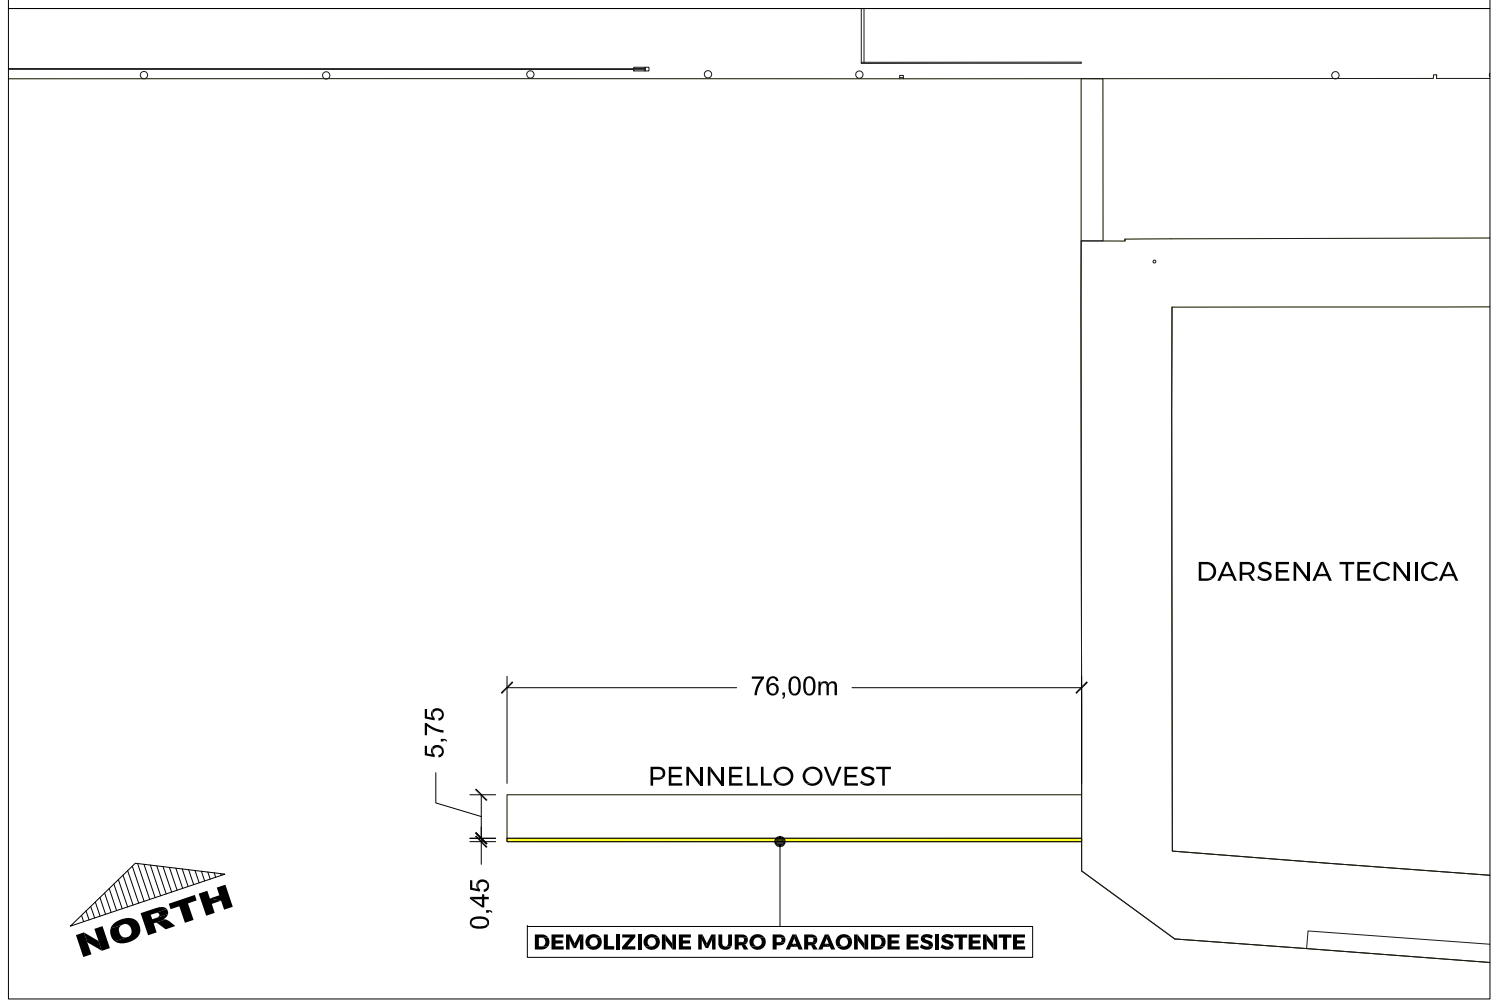 DARSENA TECNICA
76,00m
5,75
PENNELLO OVEST
0,45
NORTH
DEMOLIZIONE MURO PARAONDE ESISTENTE